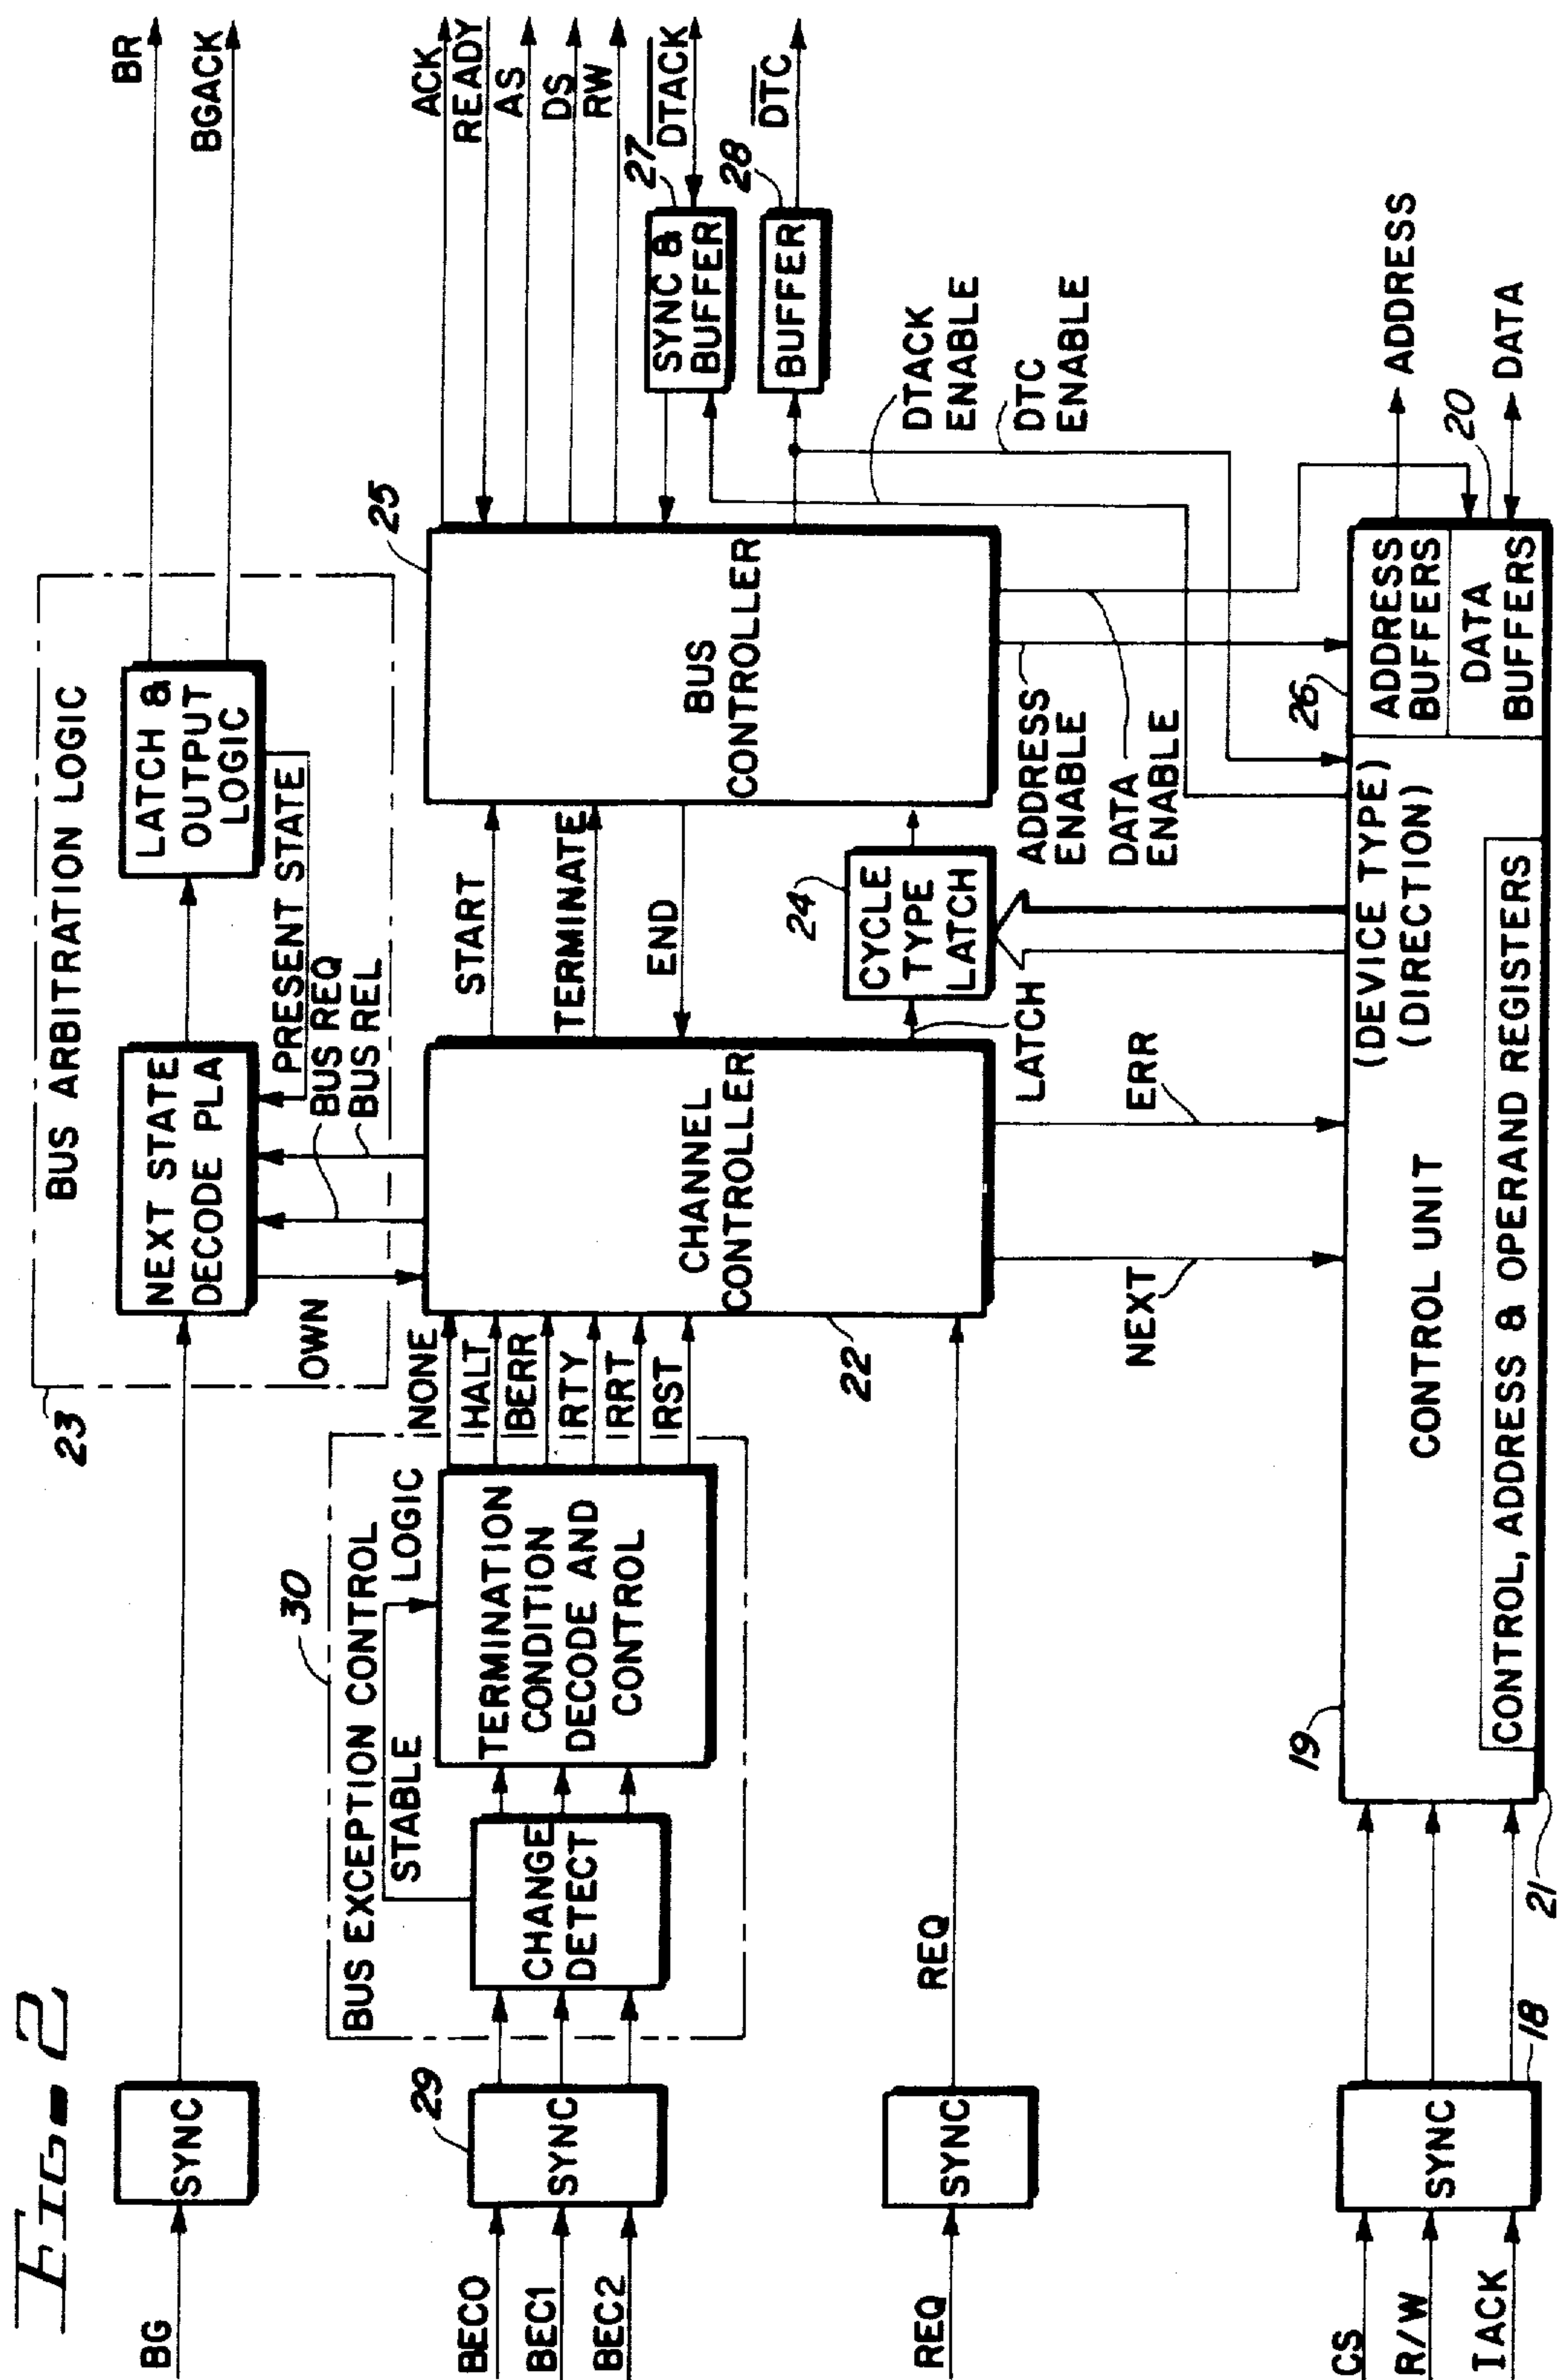 FIG-2
BG
SYNC
23
BUS ARBITRATION LOGIC
NEXT STATE
DECODE PLA
LATCH &
OUTPUT
LOGIC
PRESENT STATE
BUS REQ
BUS REL
OWN
BR
BGACK
BEC0
BEC1
BEC2
29
SYNC
30
BUS EXCEPTION CONTROL
LOGIC
STABLE
CHANGE
DETECT
TERMINATION
CONDITION
DECODE AND
CONTROL
INONE
IHALT
IBERR
IRTY
IRRT
IRST
CHANNEL
CONTROLLER
22
START
TERMINATE
END
25
BUS
CONTROLLER
24
CYCLE
TYPE
LATCH
LATCH
ACK
READY
AS
DS
RW
27
DTACK
SYNC &
BUFFER
28
DTC
BUFFER
DTACK
ENABLE
DTC
ENABLE
ADDRESS
ENABLE
DATA
ENABLE
REQ
SYNC
REQ
NEXT
ERR
CS
R/W
IACK
SYNC
18
19
21
CONTROL UNIT
(DEVICE TYPE)
(DIRECTION)
CONTROL, ADDRESS & OPERAND REGISTERS
26
ADDRESS
BUFFERS
DATA
BUFFERS
20
ADDRESS
DATA